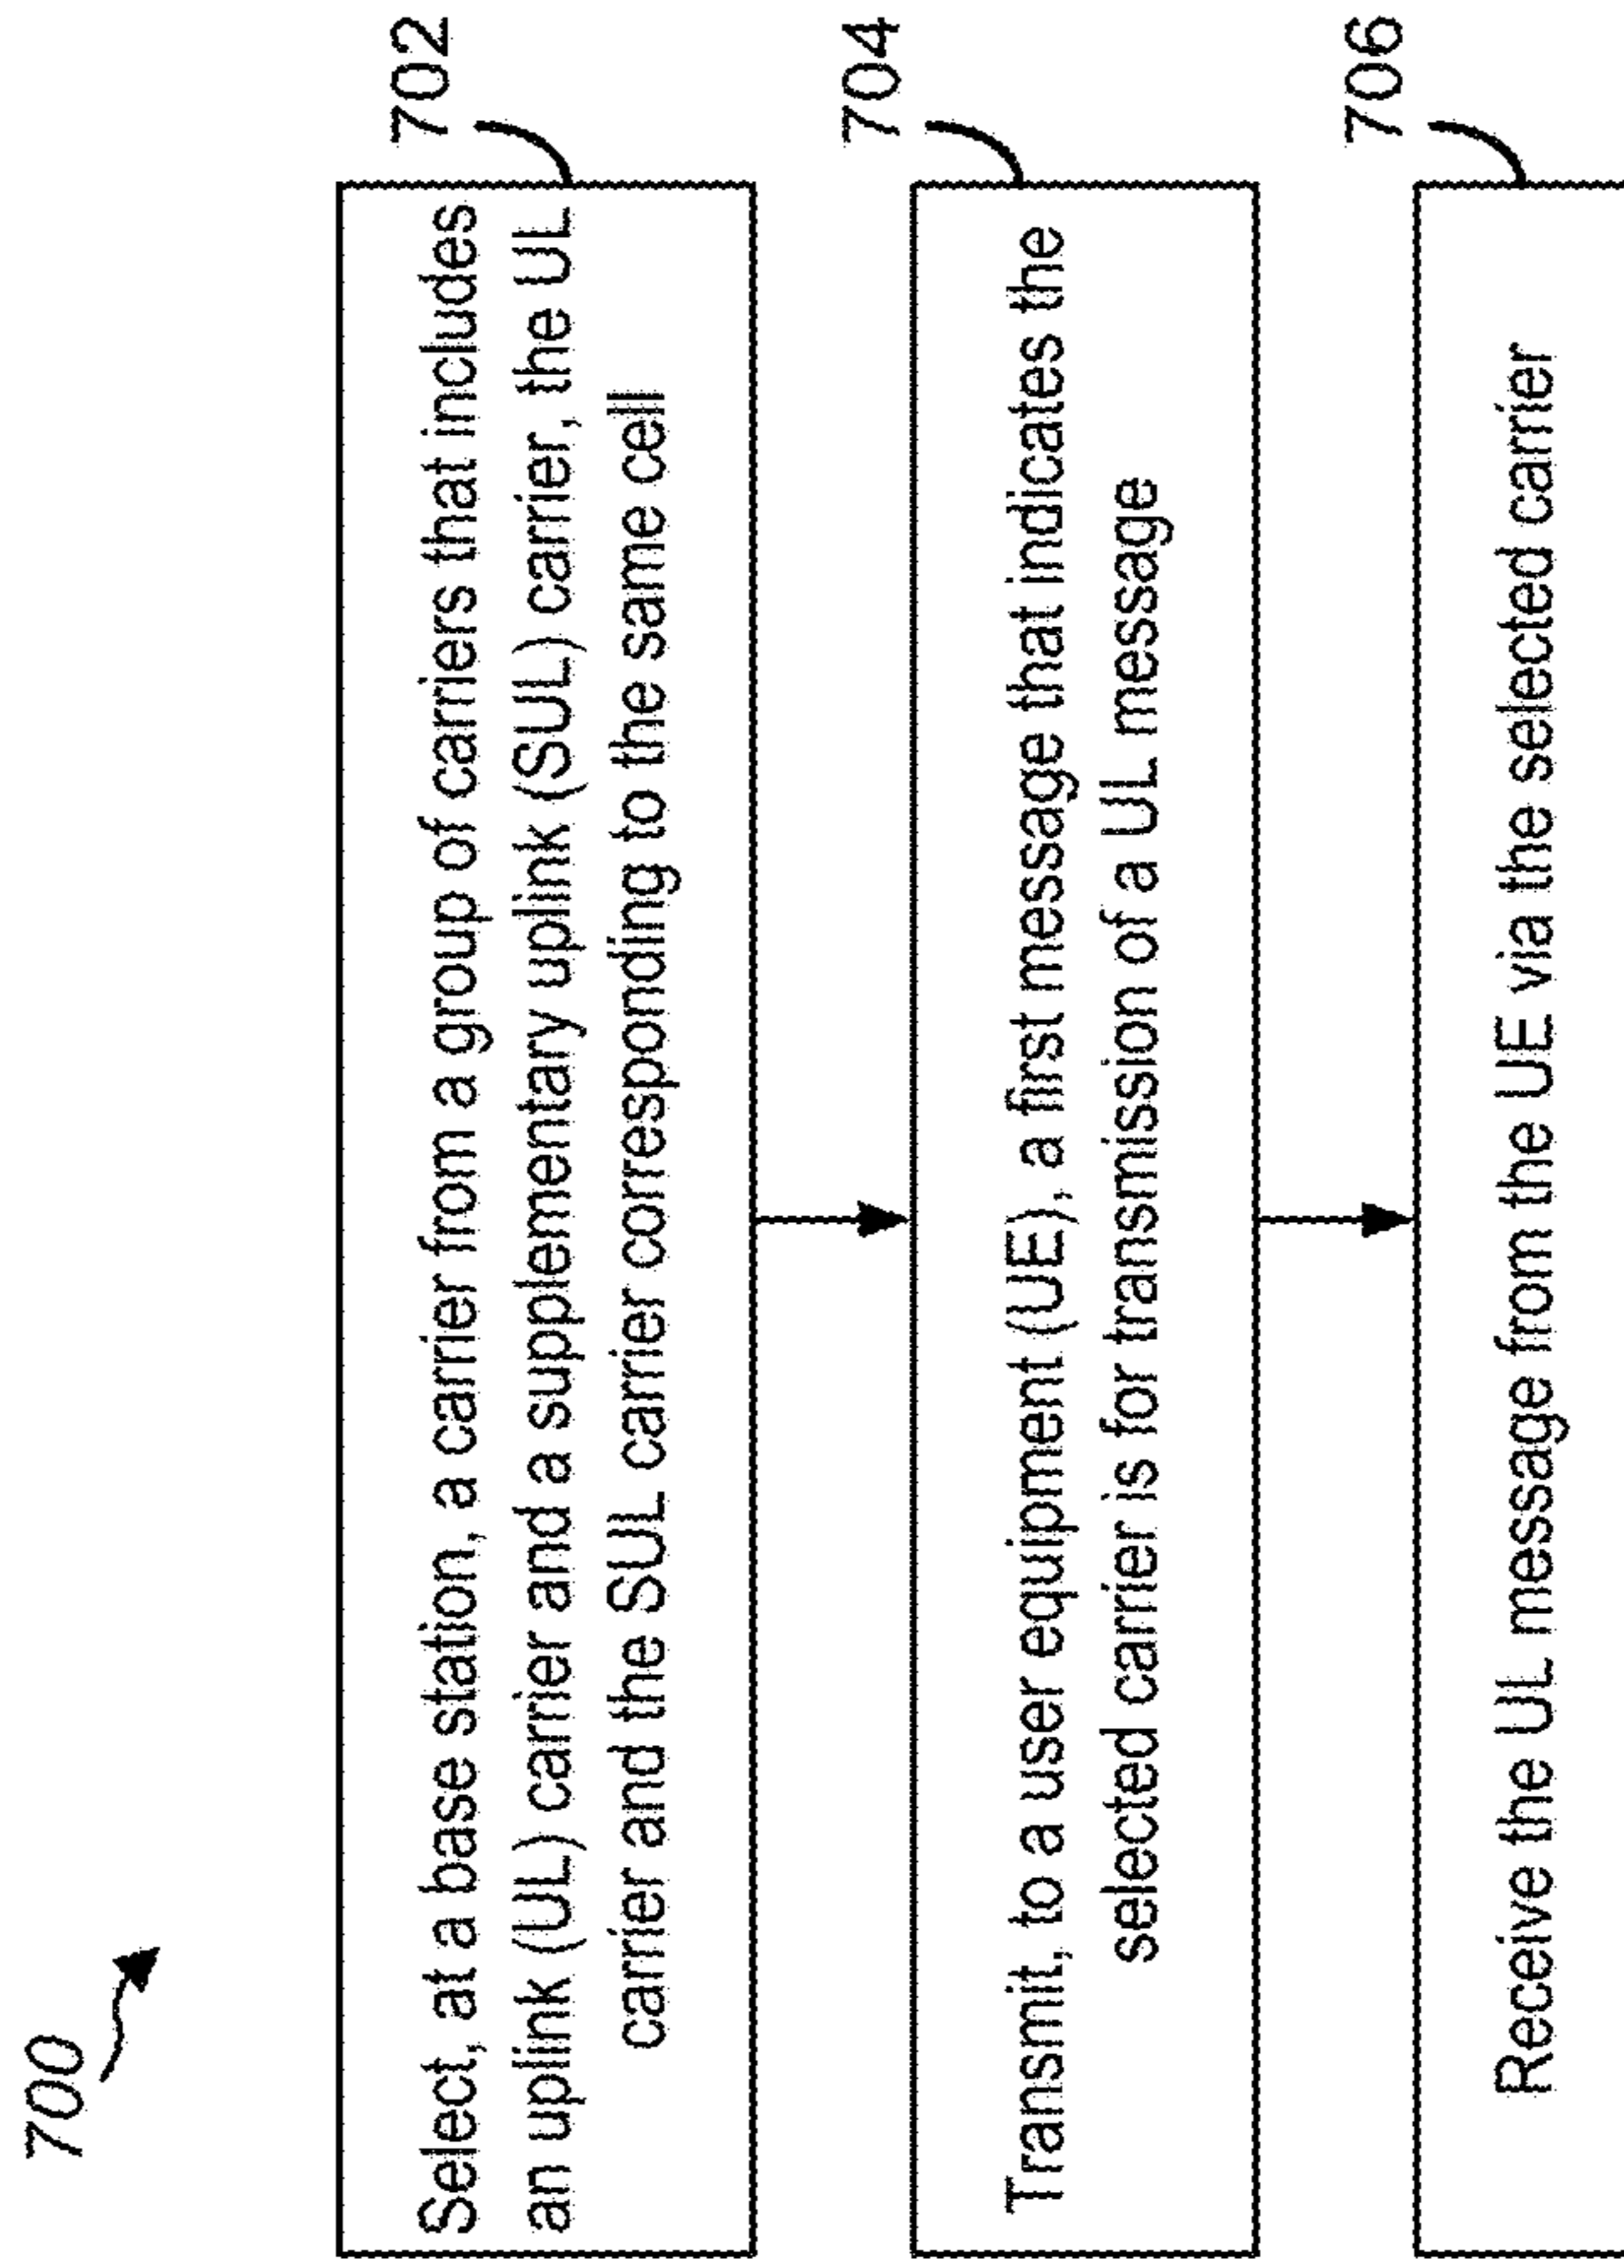 700
702
Select, at a base station, a carrier from a group of carriers that includes
an uplink (UL) carrier and a supplementary uplink (SUL) carrier, the UL
carrier and the SUL carrier corresponding to the same cell
704
Transmit, to a user equipment (UE), a first message that indicates the
selected carrier is for transmission of a UL message
706
Receive the UL message from the UE via the selected carrier